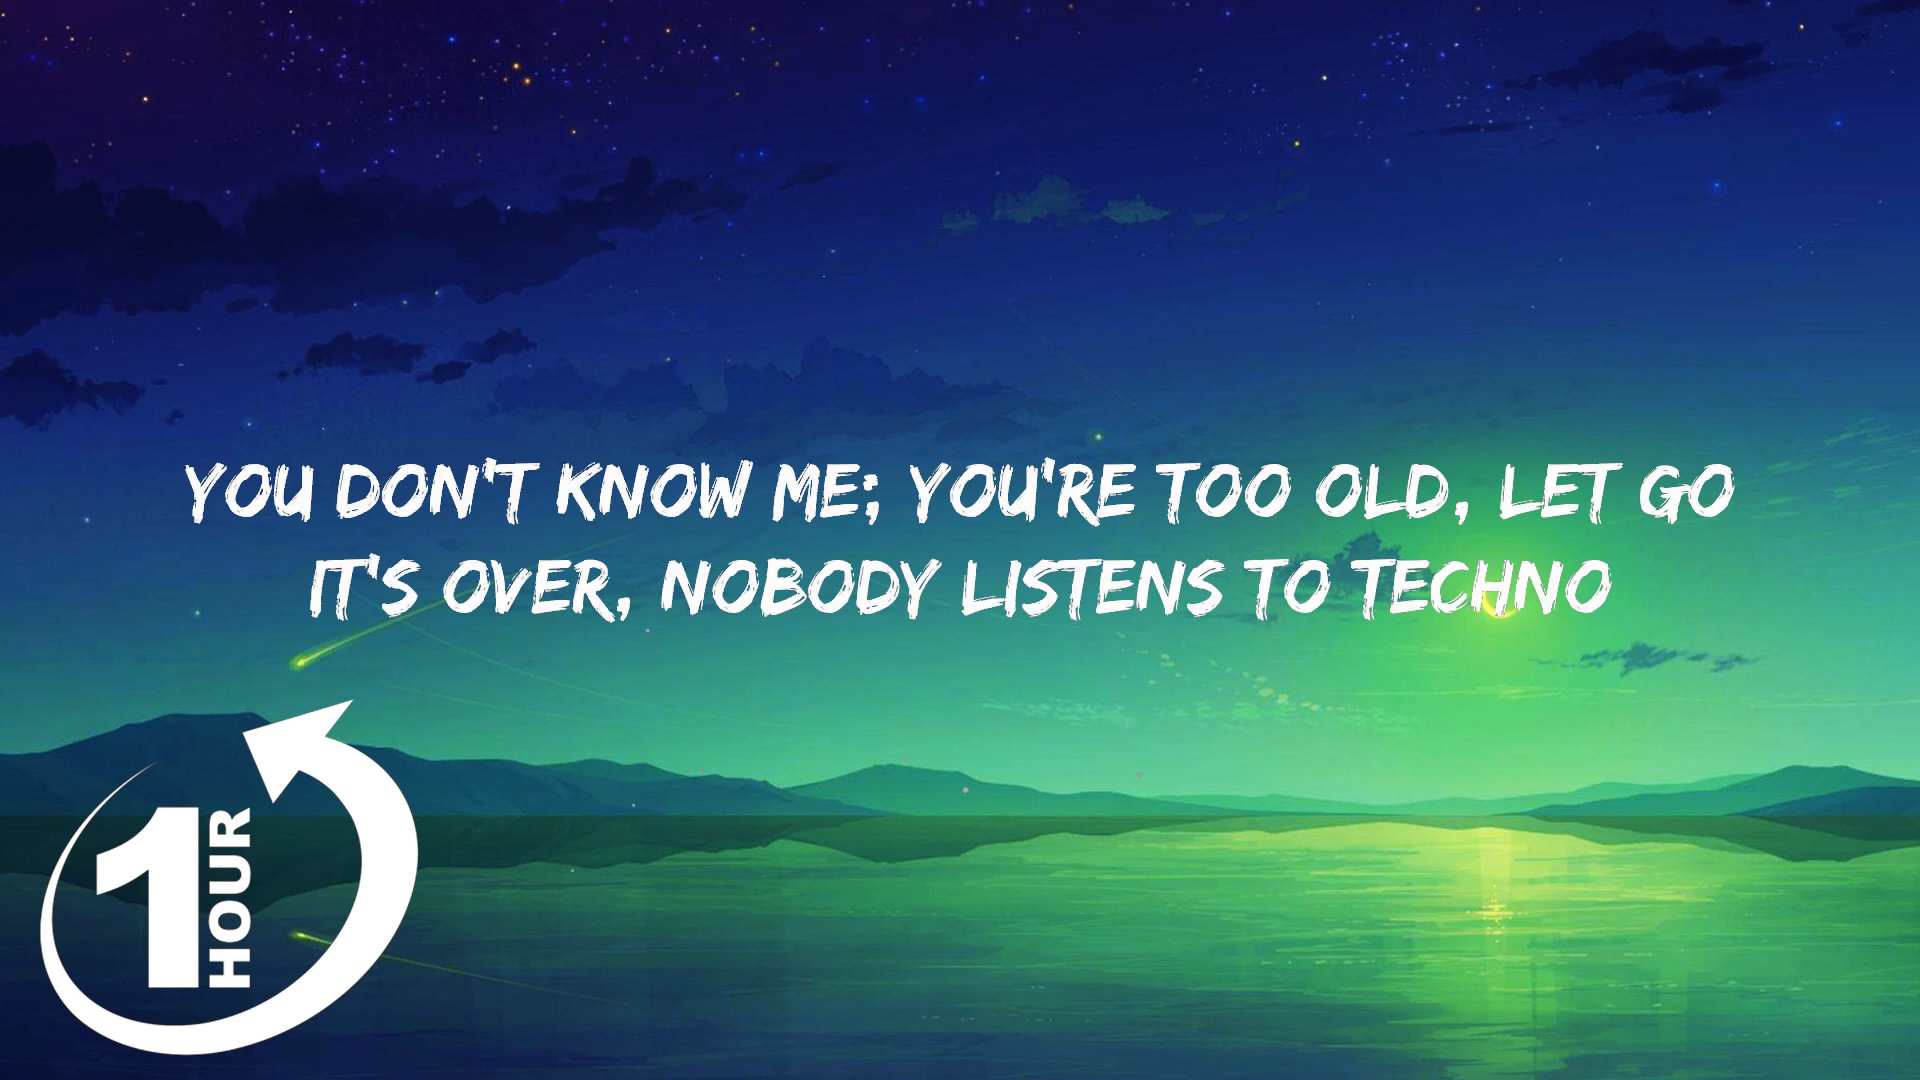 YOU DON'T KNOW ME; YOU'RE TOO OLD, LET GO
IT'S OVER, NOBODY LISTENS TO TECHNO
1 HOUR